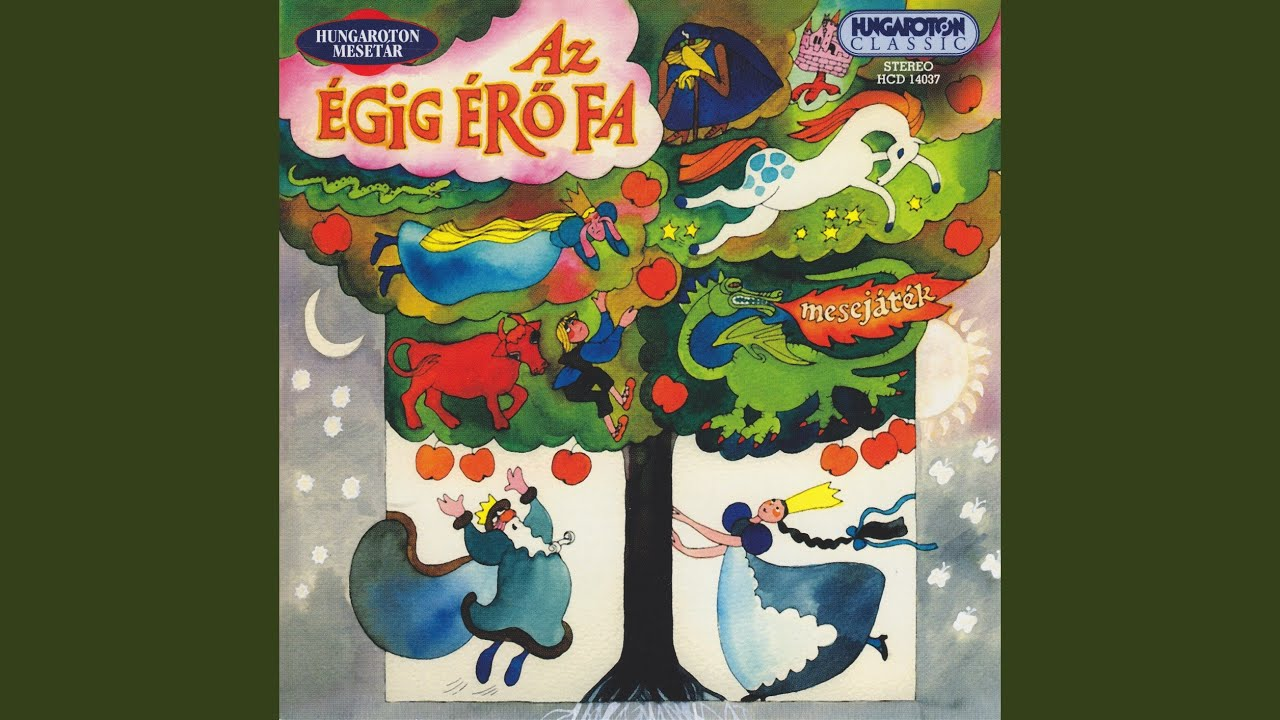 HUNGAROTON
MESETÁR
Az
ÉGiG ÉRŐ FA
HUNGAROTON
CLASSIC
STEREO
HCD 14037
mesejáték